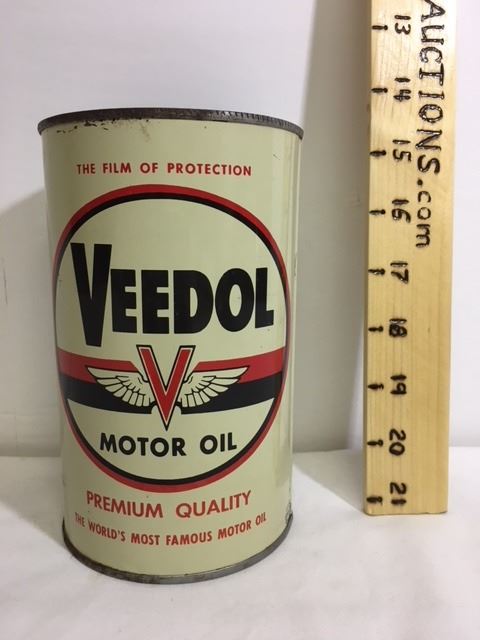 THE FILM OF PROTECTION
VEEDOL
V
MOTOR OIL
PREMIUM QUALITY
THE WORLD'S MOST FAMOUS MOTOR OIL
AUCTIONS.com
13
14
15
16
17
18
19
20
21